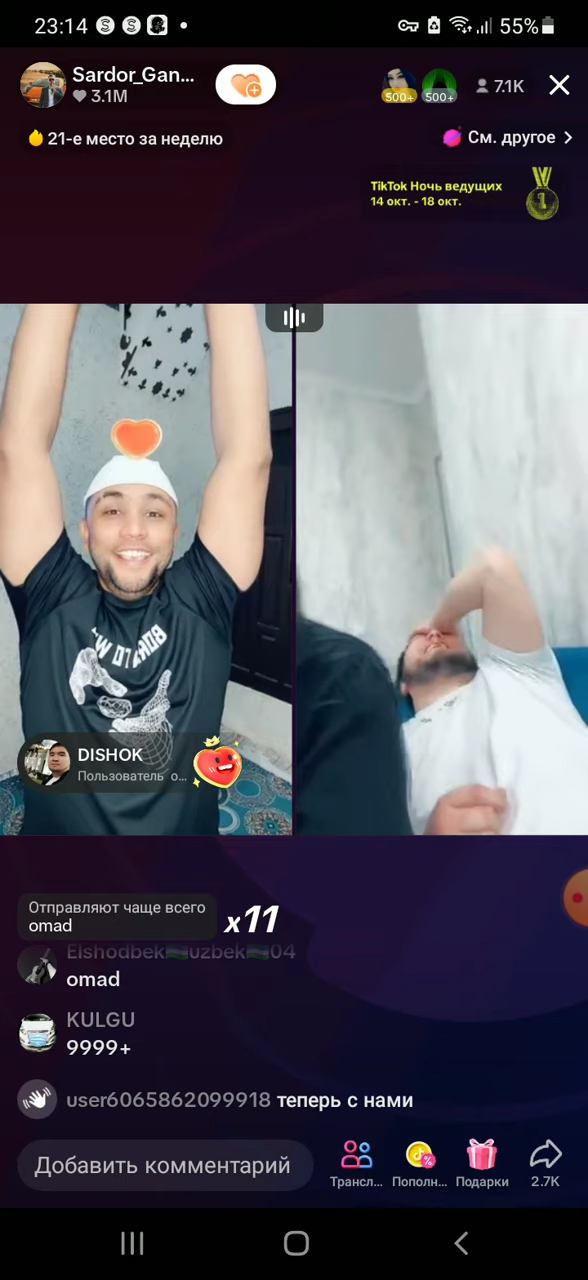 23:14
55%
Sardor_Gan...
3.1M
500+
500+
7.1K
21-е место за неделю
См. другое
TikTok Ночь ведущих
14 окт. - 18 окт.
1
DISHOK
Пользователь о...
Отправляют чаще всего
omad
x11
Elshodbek🇺🇿uzbek🇺🇿04
omad
KULGU
9999+
user6065862099918 теперь с нами
Добавить комментарий
Трансл...
Пополн...
Подарки
2.7K